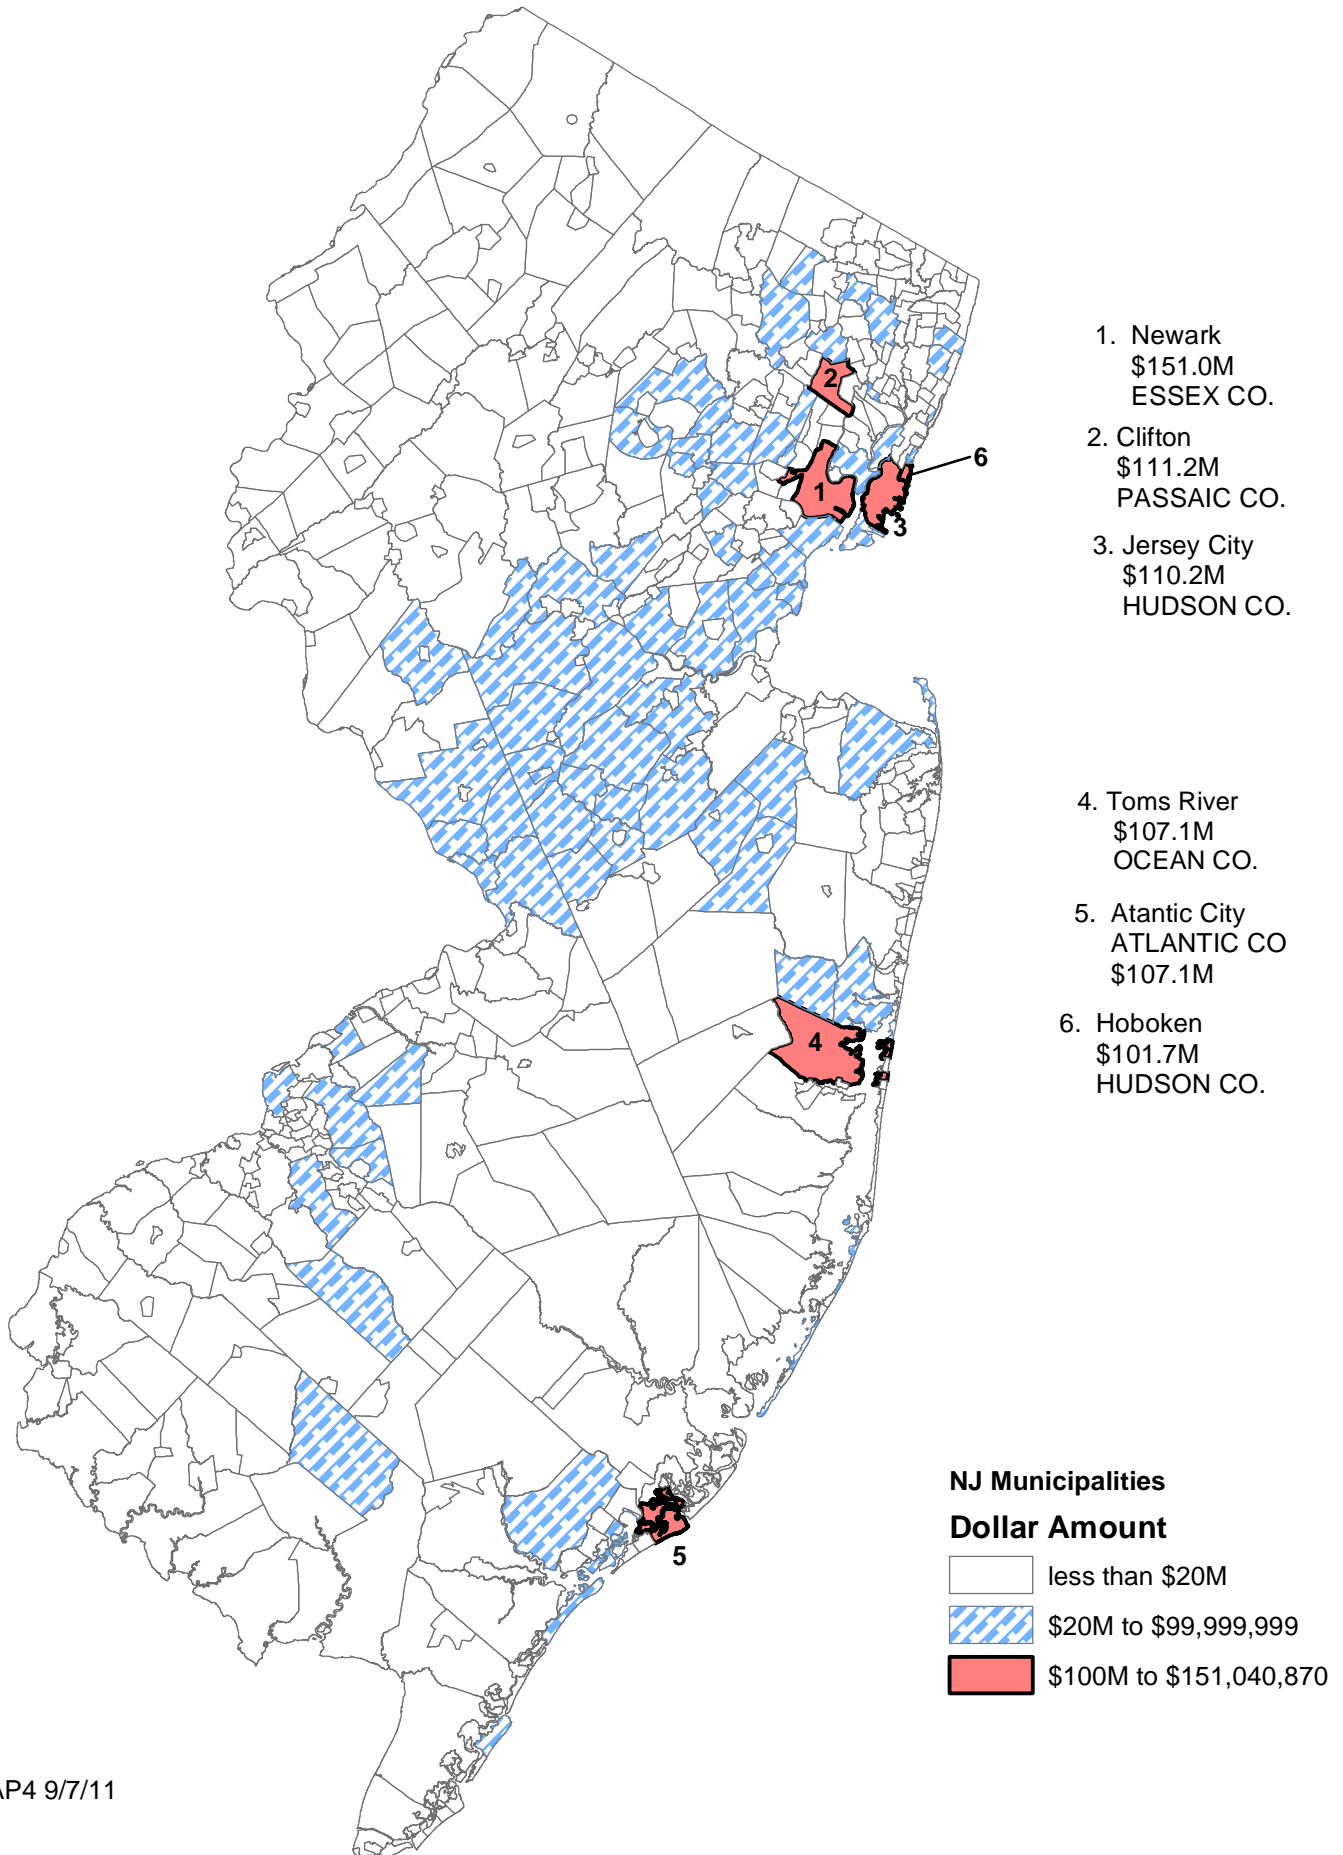 1. Newark
$151.0M
ESSEX CO.
2. Clifton
$111.2M
PASSAIC CO.
3. Jersey City
$110.2M
HUDSON CO.
4. Toms River
$107.1M
OCEAN CO.
5. Atantic City
ATLANTIC CO
$107.1M
6. Hoboken
$101.7M
HUDSON CO.
2
6
1
3
4
5
NJ Municipalities
Dollar Amount
less than $20M
$20M to $99,999,999
$100M to $151,040,870
AP4 9/7/11